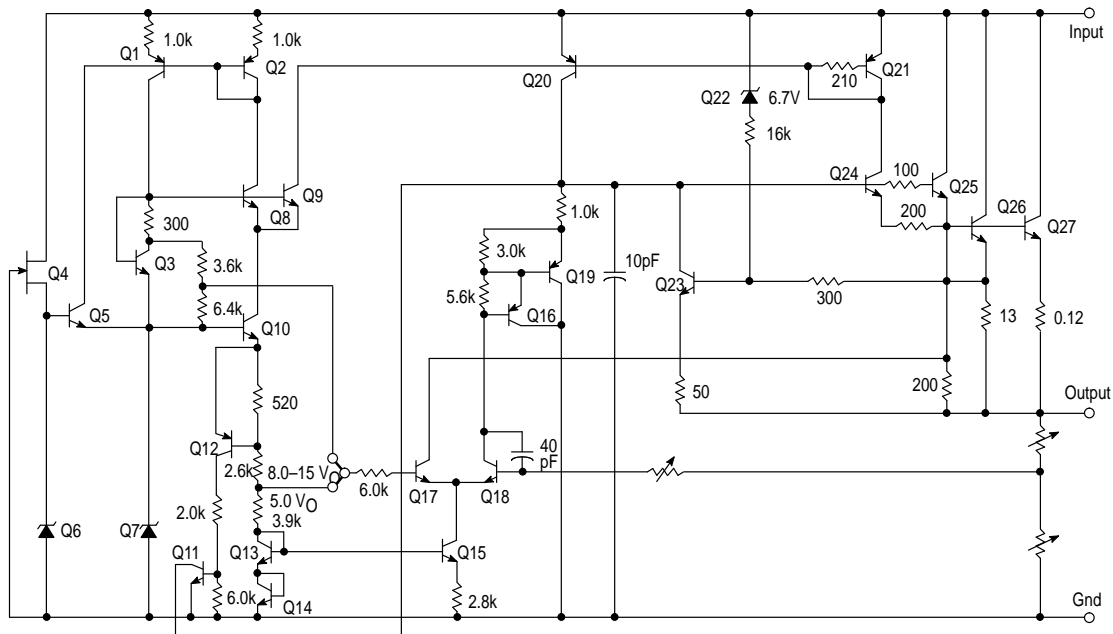 Input
1.0k
1.0k
Q1
Q2
Q20
210
Q21
Q22
6.7V
16k
Q24
100
Q25
Q8
Q9
1.0k
200
Q26
Q27
300
Q3
3.0k
10pF
Q4
3.6k
Q19
Q23
300
5.6k
Q16
Q5
6.4k
Q10
13
0.12
520
50
200
Output
Q12
2.6k
8.0–15 VO
40
pF
6.0k
Q17
Q18
5.0 VO
3.9k
2.0k
Q6
Q7
Q11
Q13
Q15
6.0k
Q14
2.8k
Gnd